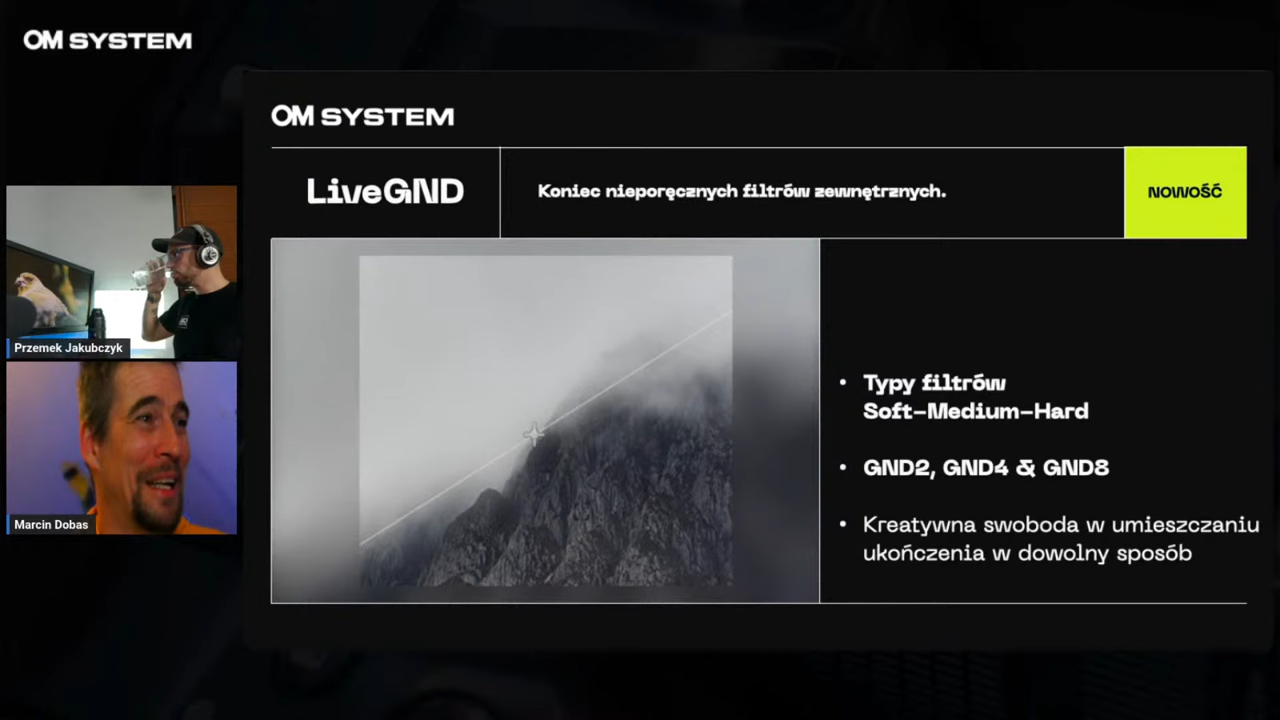 OM SYSTEM
OM SYSTEM
LiveGND
Koniec nieporęcznych filtrów zewnętrznych.
NOWOŚĆ
Przemek Jakubczyk
Marcin Dobas
• Typy filtrów
Soft-Medium-Hard
• GND2, GND4 & GND8
• Kreatywna swoboda w umieszczaniu
ukończenia w dowolny sposób